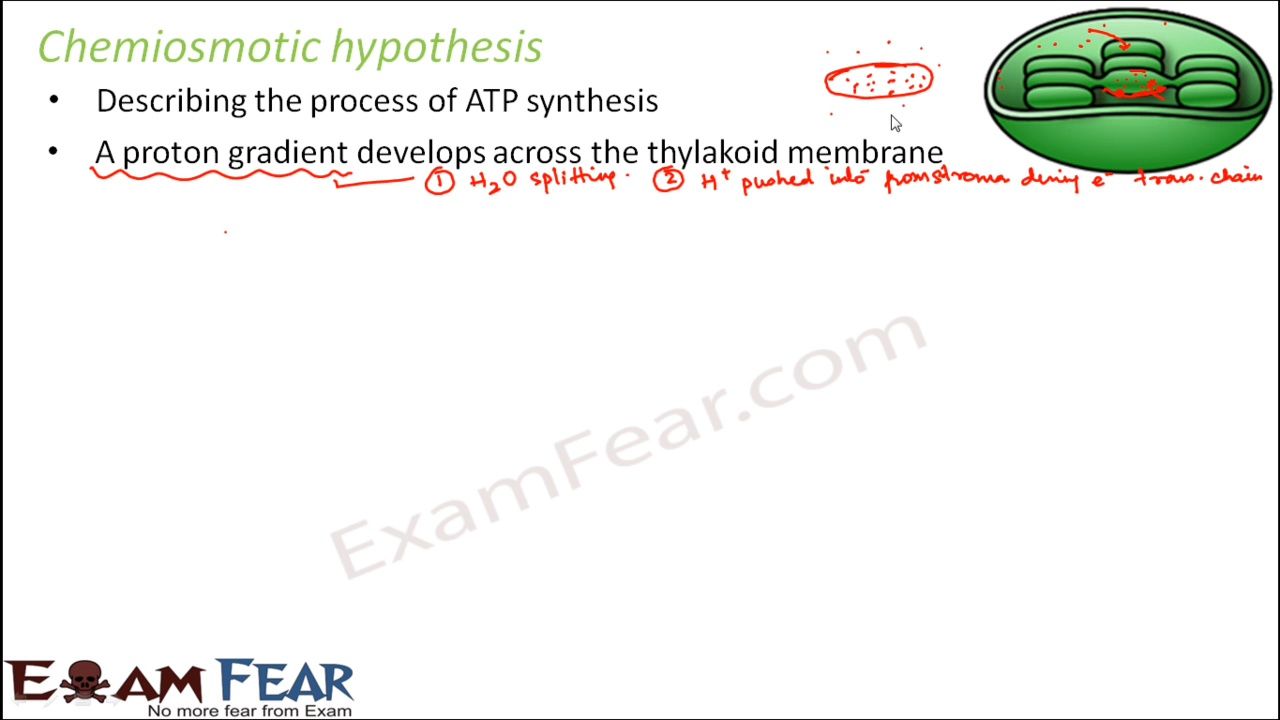 Chemiosmotic hypothesis
• Describing the process of ATP synthesis
• A proton gradient develops across the thylakoid membrane
① H2O splitting. ② H+ pushed into from stroma during e- trans. chain
ExamFear.com
EXAM FEAR
No more fear from Exam